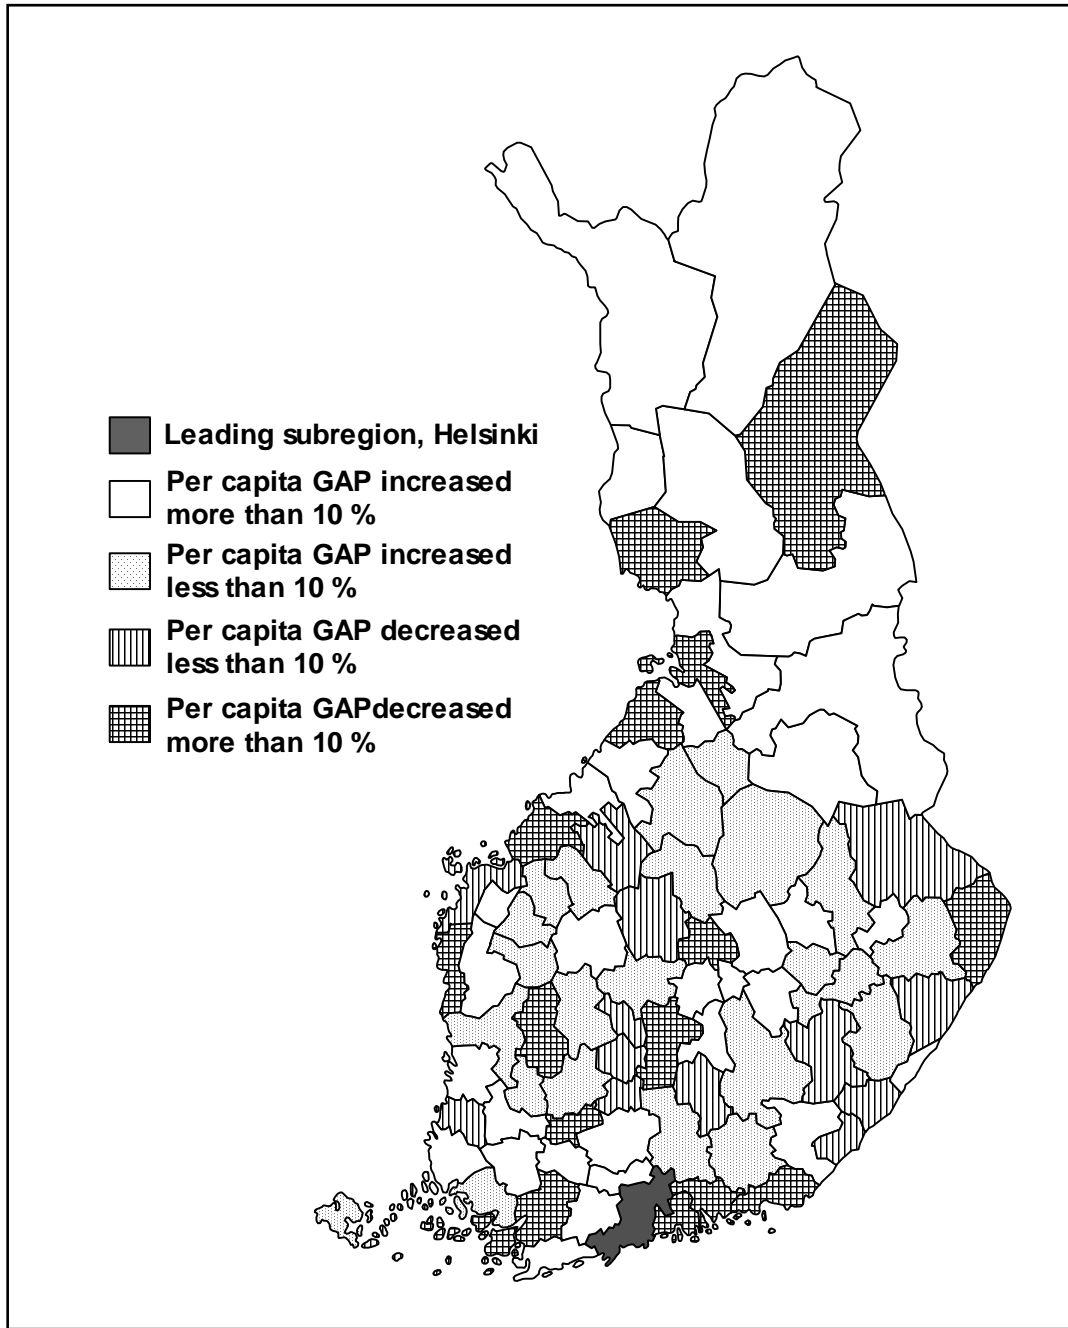 Leading subregion, Helsinki
Per capita GAP increased
more than 10 %
Per capita GAP increased
less than 10 %
Per capita GAP decreased
less than 10 %
Per capita GAPdecreased
more than 10 %